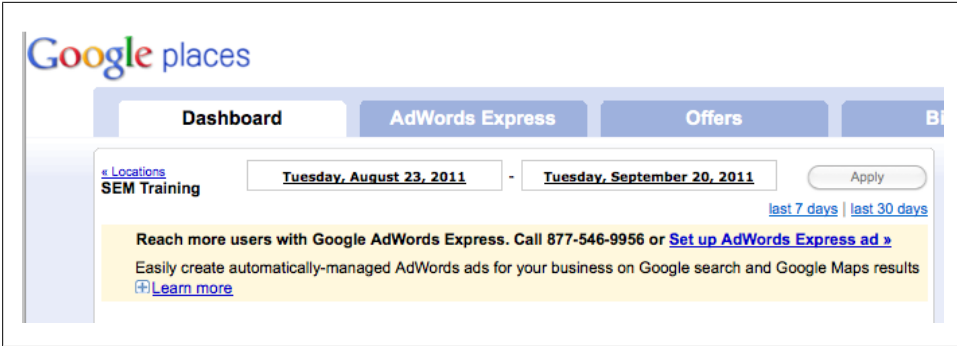 Google places
Dashboard AdWords Express Offers Bi
« Locations
SEM Training
Tuesday, August 23, 2011 - Tuesday, September 20, 2011 Apply
last 7 days | last 30 days
Reach more users with Google AdWords Express. Call 877-546-9956 or Set up AdWords Express ad »
Easily create automatically-managed AdWords ads for your business on Google search and Google Maps results
Learn more